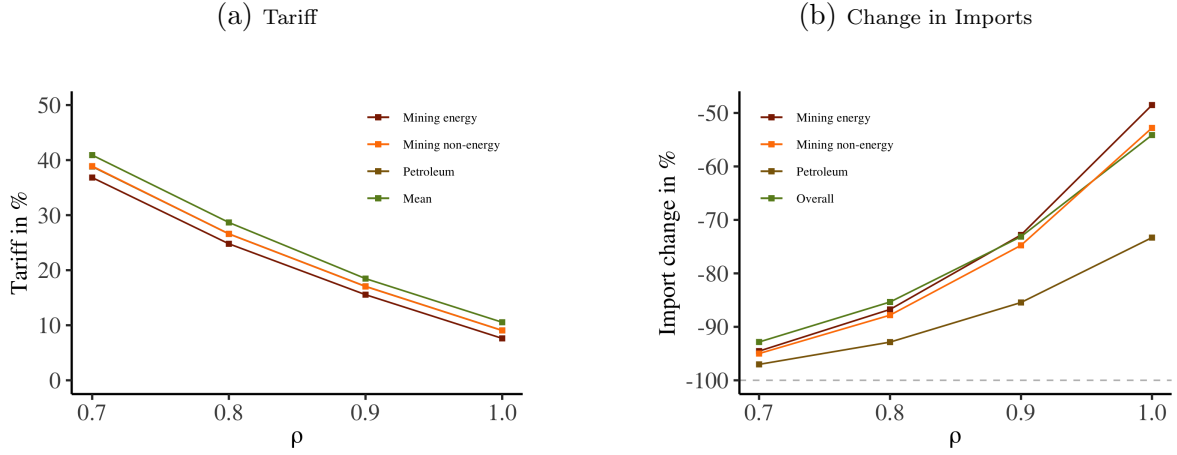 (a) Tariff
50
40
30
20
10
0
Tariff in %
Mining energy
Mining non-energy
Petroleum
Mean
0.7 0.8 0.9 1.0
ρ
(b) Change in Imports
-50
-60
-70
-80
-90
-100
Import change in %
Mining energy
Mining non-energy
Petroleum
Overall
0.7 0.8 0.9 1.0
ρ